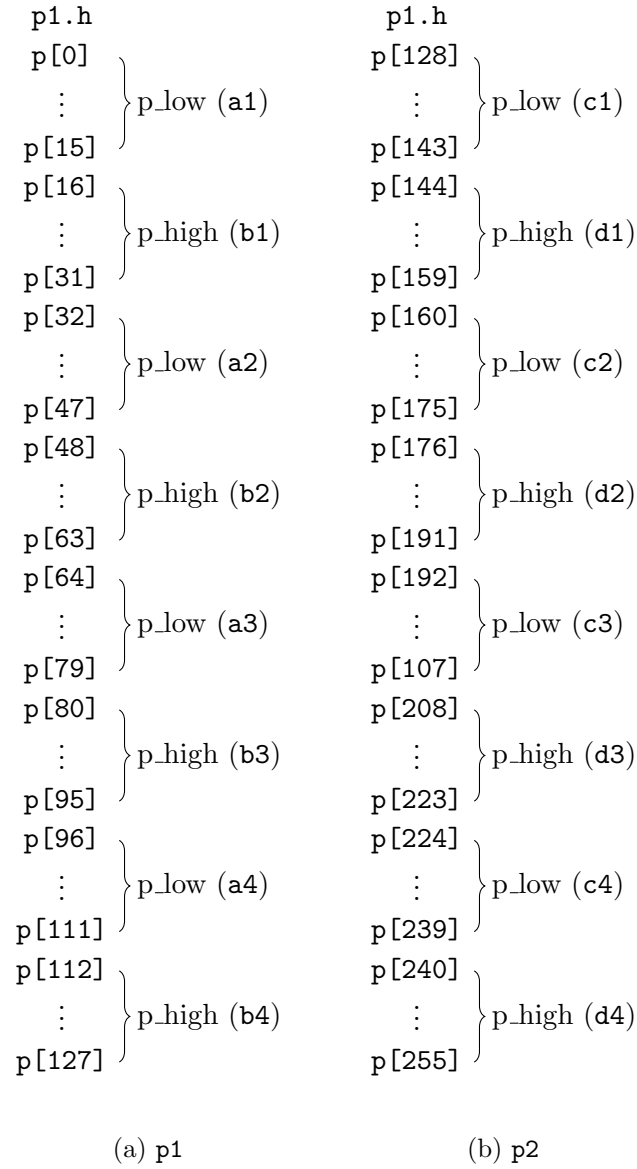 p1.h
p[0]
⋮ p_low (a1)
p[15]
p[16]
⋮ p_high (b1)
p[31]
p[32]
⋮ p_low (a2)
p[47]
p[48]
⋮ p_high (b2)
p[63]
p[64]
⋮ p_low (a3)
p[79]
p[80]
⋮ p_high (b3)
p[95]
p[96]
⋮ p_low (a4)
p[111]
p[112]
⋮ p_high (b4)
p[127]
(a) p1
p1.h
p[128]
⋮ p_low (c1)
p[143]
p[144]
⋮ p_high (d1)
p[159]
p[160]
⋮ p_low (c2)
p[175]
p[176]
⋮ p_high (d2)
p[191]
p[192]
⋮ p_low (c3)
p[107]
p[208]
⋮ p_high (d3)
p[223]
p[224]
⋮ p_low (c4)
p[239]
p[240]
⋮ p_high (d4)
p[255]
(b) p2